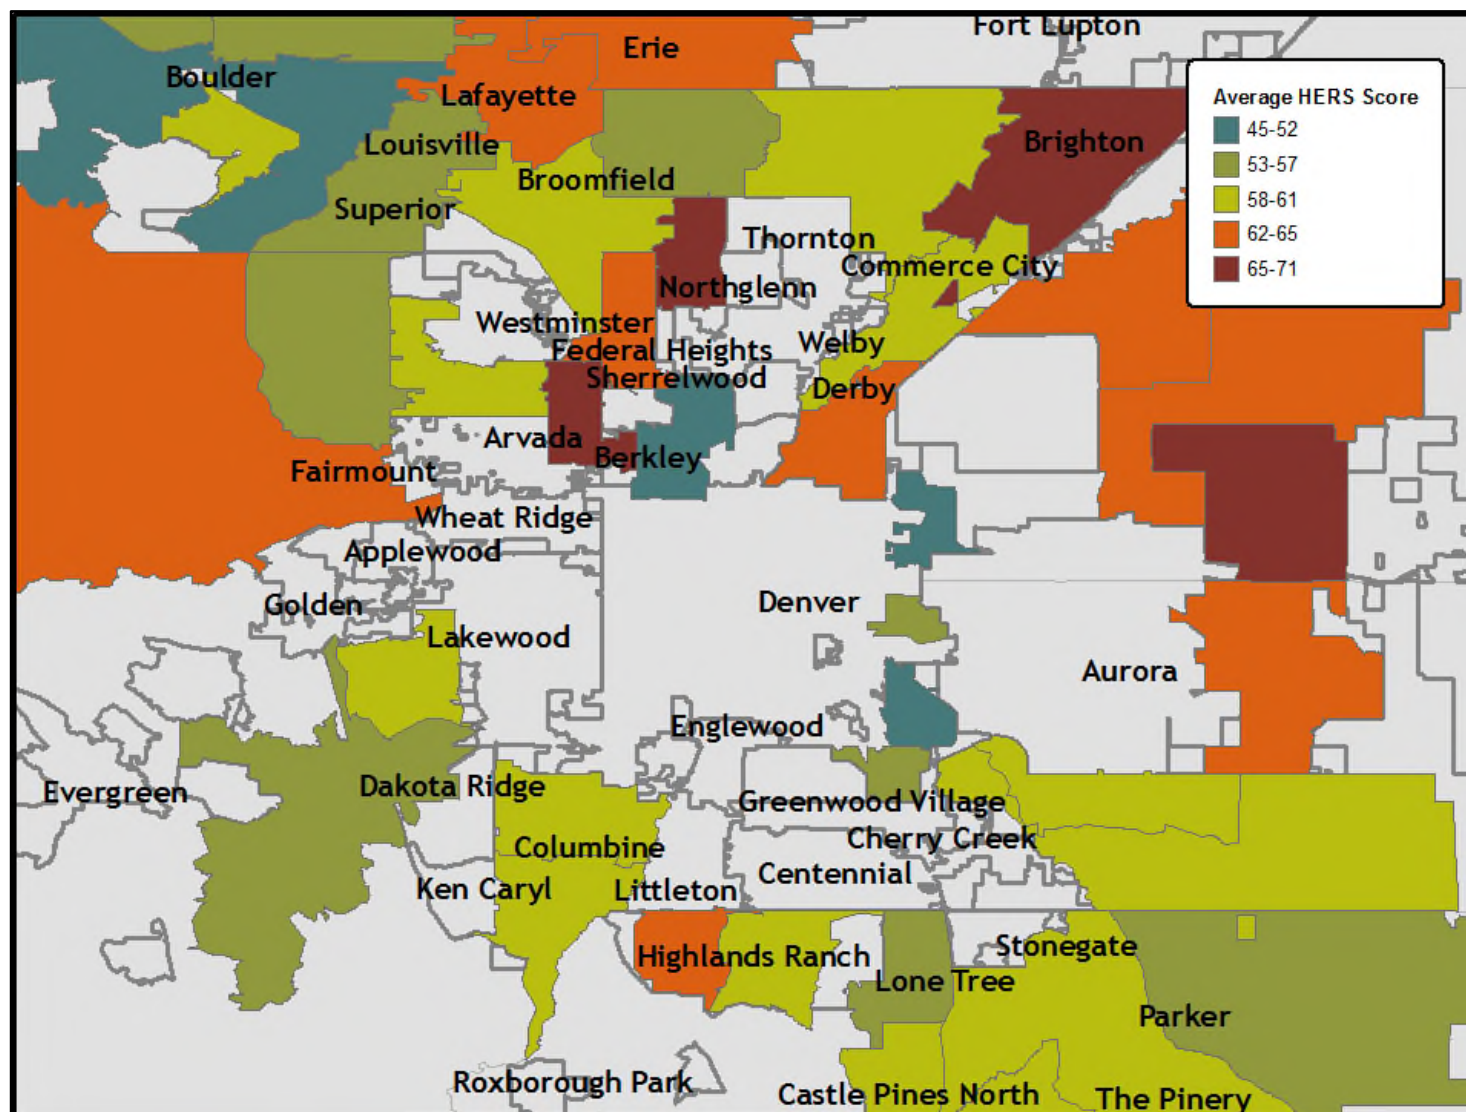 Fort Lupton
Erie
Boulder
Lafayette
Average HERS Score
45-52
53-57
58-61
62-65
65-71
Brighton
Louisville
Broomfield
Superior
Thornton
Commerce City
Northglenn
Westminster
Welby
Federal Heights
Sherrelwood
Derby
Arvada
Berkley
Fairmount
Wheat Ridge
Applewood
Golden
Denver
Lakewood
Aurora
Englewood
Evergreen
Dakota Ridge
Greenwood Village
Cherry Creek
Columbine
Centennial
Ken Caryl
Littleton
Stonegate
Highlands Ranch
Lone Tree
Parker
Roxborough Park
Castle Pines North
The Pinery